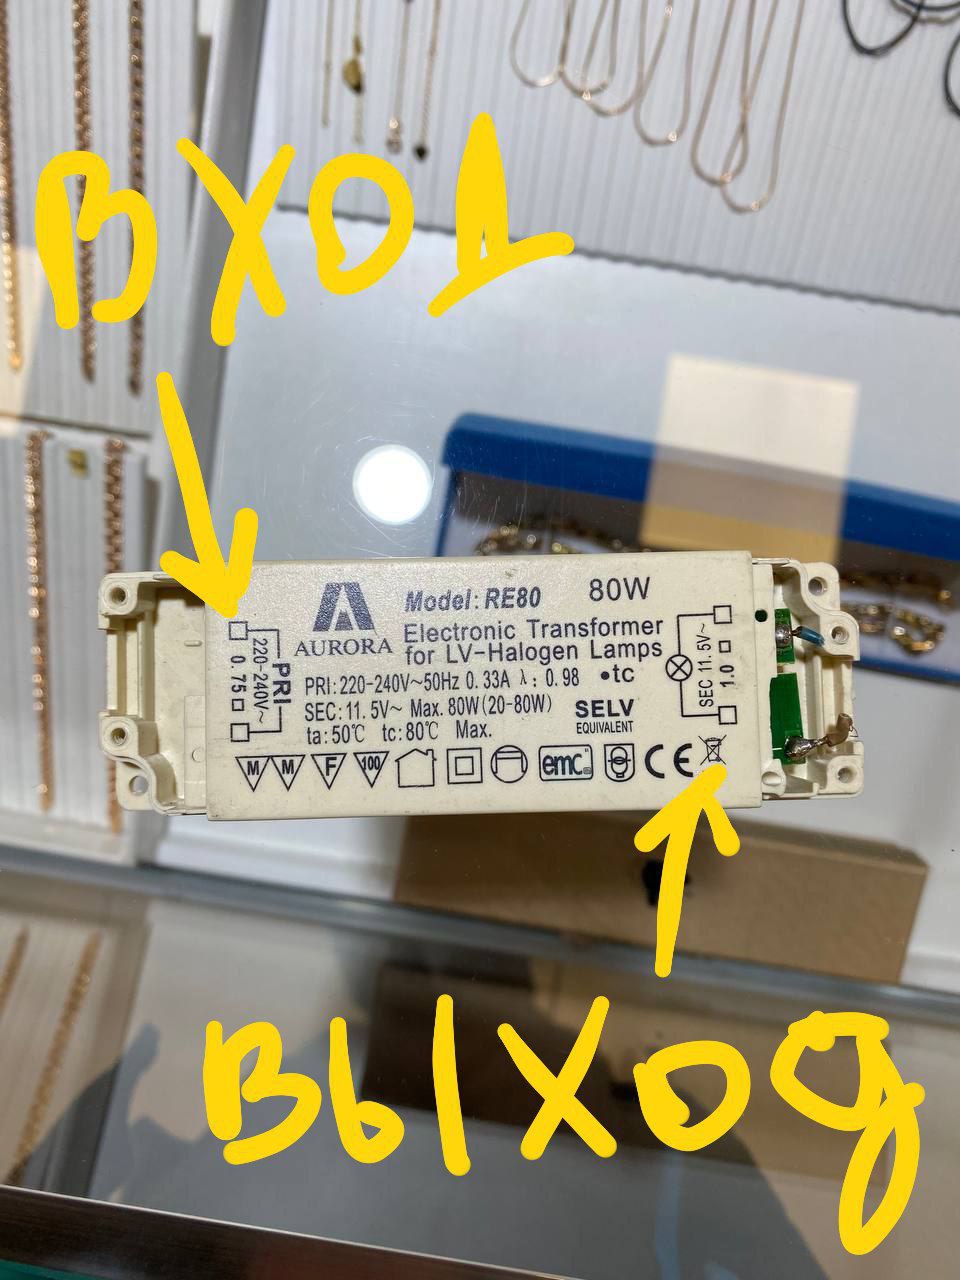 вход
AURORA
Model: RE80 80W
Electronic Transformer
for LV-Halogen Lamps
PRI: 220-240V~50Hz 0.33A λ: 0.98 •tc
SEC: 11.5V~ Max. 80W (20-80W)
ta: 50℃ tc: 80℃ Max.
SELV
EQUIVALENT
PRI
220-240V~
0.75
SEC 11.5V~
1.0
M M F 100 emc CE
выход